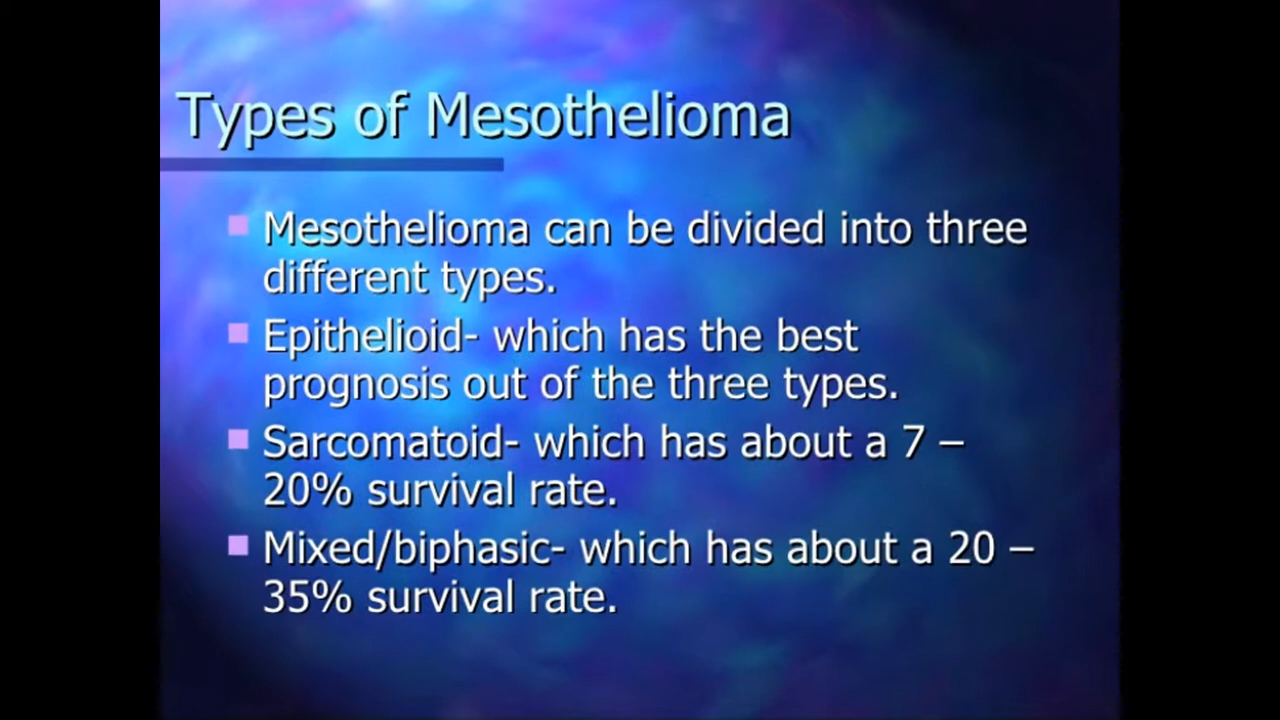 Types of Mesothelioma
Mesothelioma can be divided into three
different types.
Epithelioid- which has the best
prognosis out of the three types.
Sarcomatoid- which has about a 7 –
20% survival rate.
Mixed/biphasic- which has about a 20 –
35% survival rate.